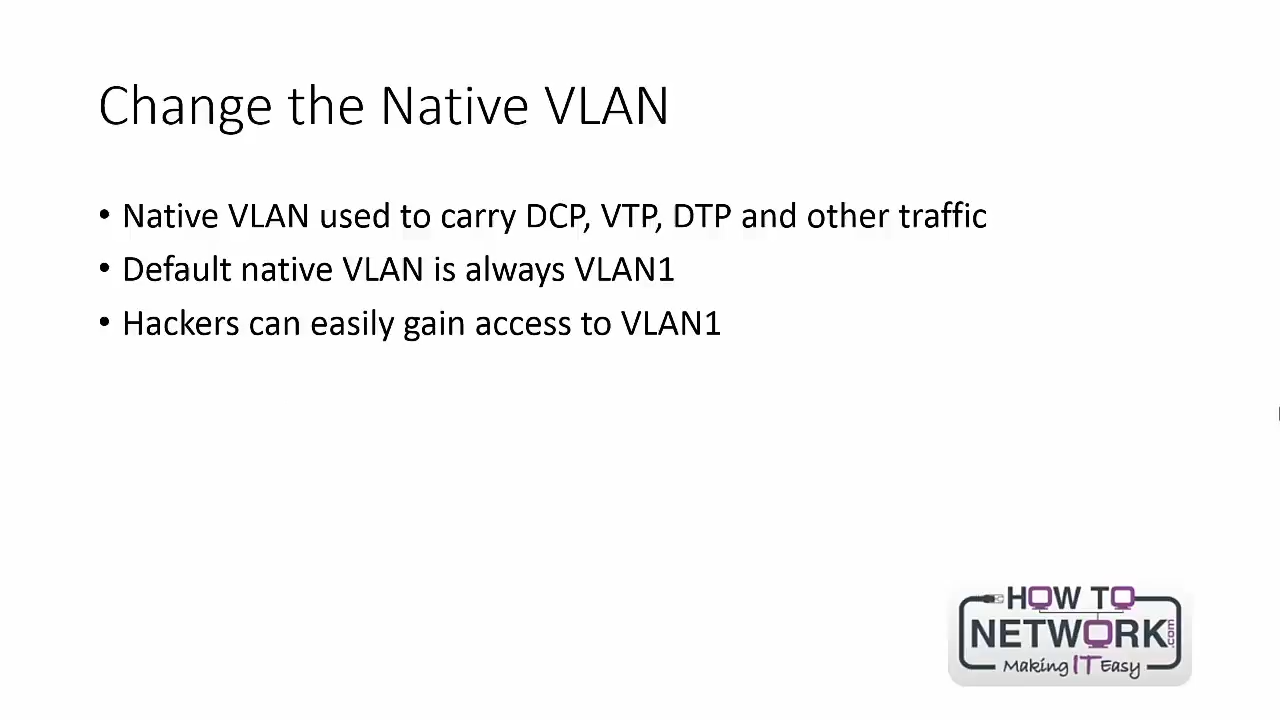 Change the Native VLAN
• Native VLAN used to carry DCP, VTP, DTP and other traffic
• Default native VLAN is always VLAN1
• Hackers can easily gain access to VLAN1
HOW TO
NETWORK.com
Making IT Easy